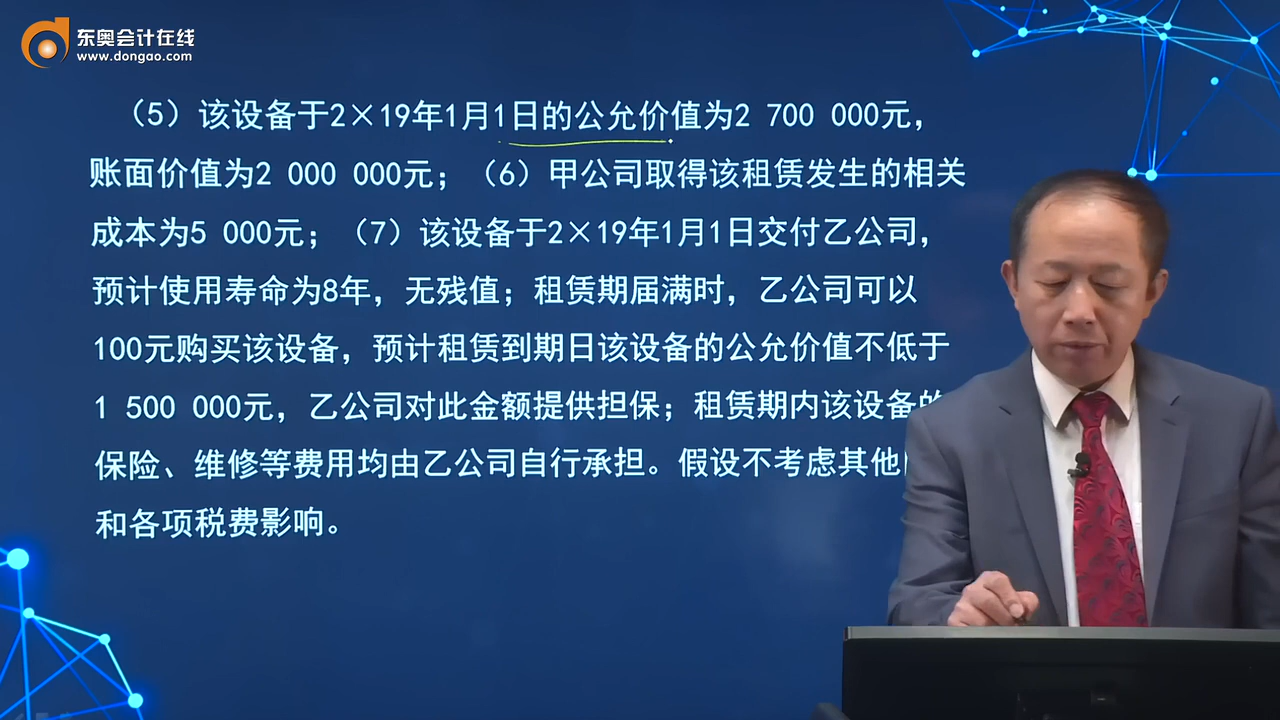 东奥会计在线
www.dongao.com
（5）该设备于2×19年1月1日的公允价值为2 700 000元，
账面价值为2 000 000元；（6）甲公司取得该租赁发生的相关
成本为5 000元；（7）该设备于2×19年1月1日交付乙公司，
预计使用寿命为8年，无残值；租赁期届满时，乙公司可以
100元购买该设备，预计租赁到期日该设备的公允价值不低于
1 500 000元，乙公司对此金额提供担保；租赁期内该设备的
保险、维修等费用均由乙公司自行承担。假设不考虑其他
和各项税费影响。